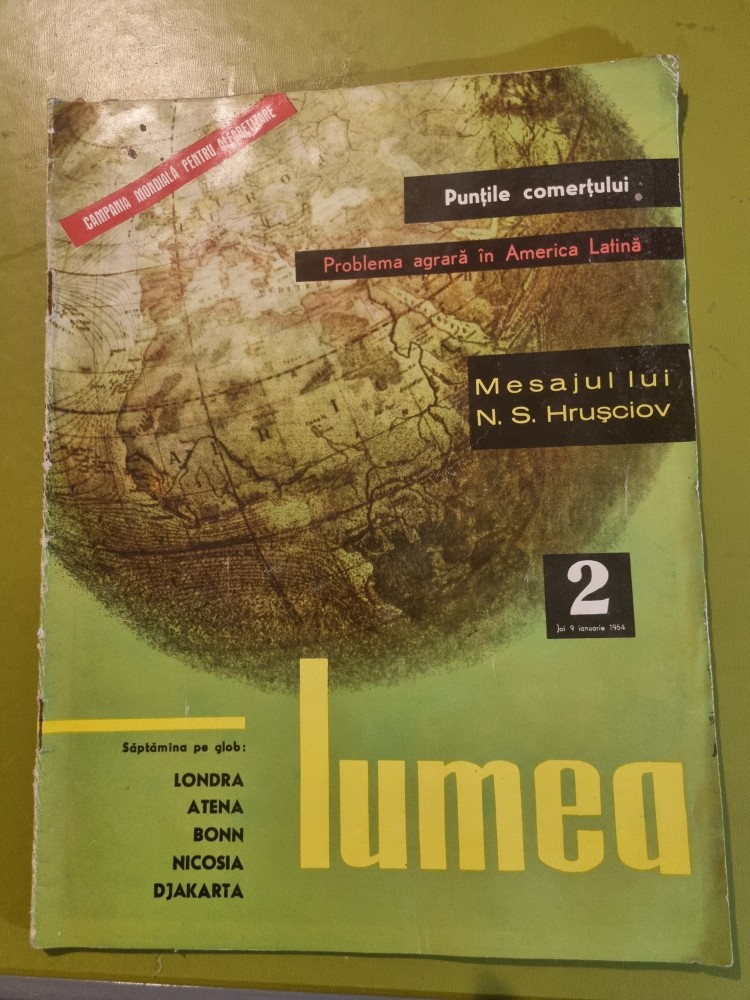 CAMPANIA MONDIALĂ PENTRU ALFABETIZARE
Punțile comerțului
Problema agrară în America Latină
Mesajul lui
N. S. Hrușciov
2
Joi 9 ianuarie 1964
Săptămîna pe glob:
LONDRA
ATENA
BONN
NICOSIA
DJAKARTA
lumea